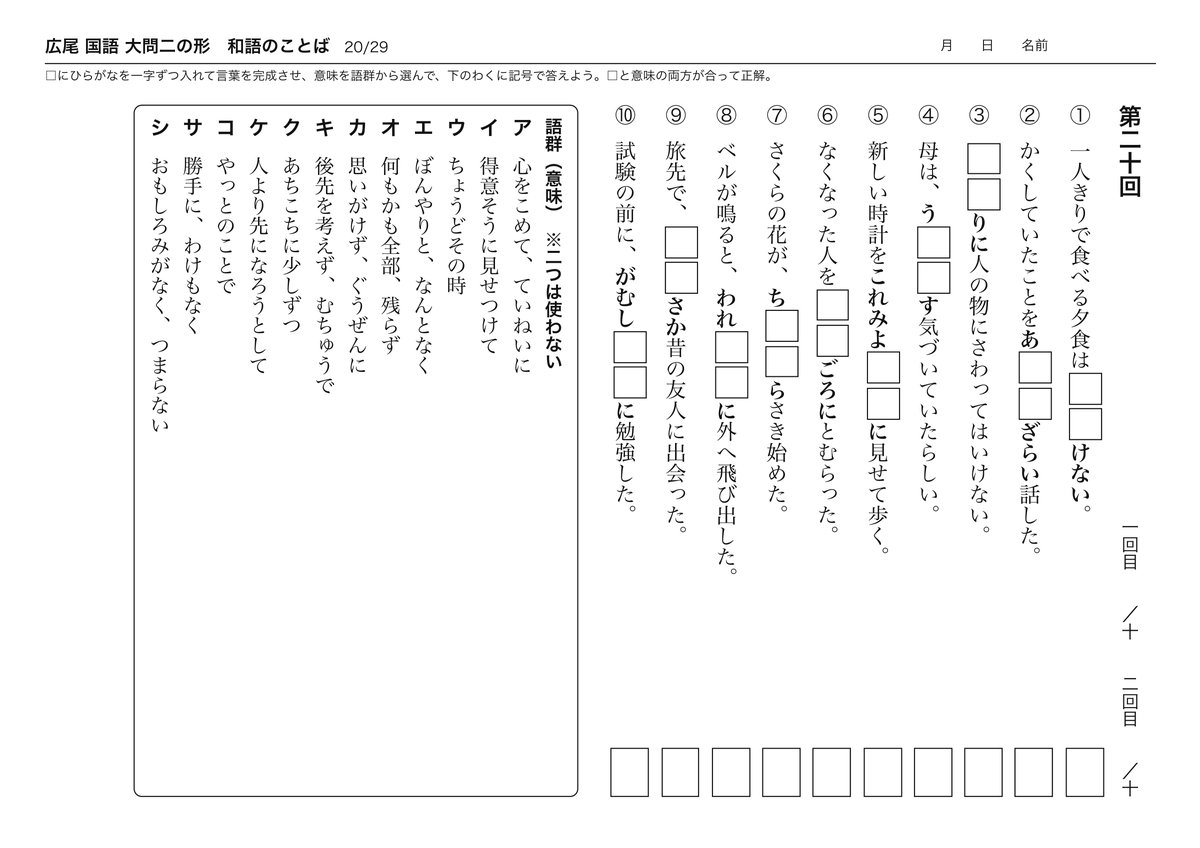 広尾 国語 大問二の形　和語のことば 20/29
月　日　名前
□にひらがなを一字ずつ入れて言葉を完成させ、意味を語群から選んで、下のわくに記号で答えよう。□と意味の両方が合って正解。
第二十回　一回目　／十　二回目　／十
① 一人きりで食べる夕食は□□けない。
② かくしていたことをあ□□ざらい話した。
③ □□りに人の物にさわってはいけない。
④ 母は、う□□す気づいていたらしい。
⑤ 新しい時計をこれみよ□□に見せて歩く。
⑥ なくなった人を□□ごろにとむらった。
⑦ さくらの花が、ち□□らさき始めた。
⑧ ベルが鳴ると、われ□□に外へ飛び出した。
⑨ 旅先で、□□さか昔の友人に出会った。
⑩ 試験の前に、がむし□□に勉強した。
語群（意味）　※二つは使わない
ア 心をこめて、ていねいに
イ 得意そうに見せつけて
ウ ちょうどその時
エ ぼんやりと、なんとなく
オ 何もかも全部、残らず
カ 思いがけず、ぐうぜんに
キ 後先を考えず、むちゅうで
ク あちこちに少しずつ
ケ 人より先になろうとして
コ やっとのことで
サ 勝手に、わけもなく
シ おもしろみがなく、つまらない